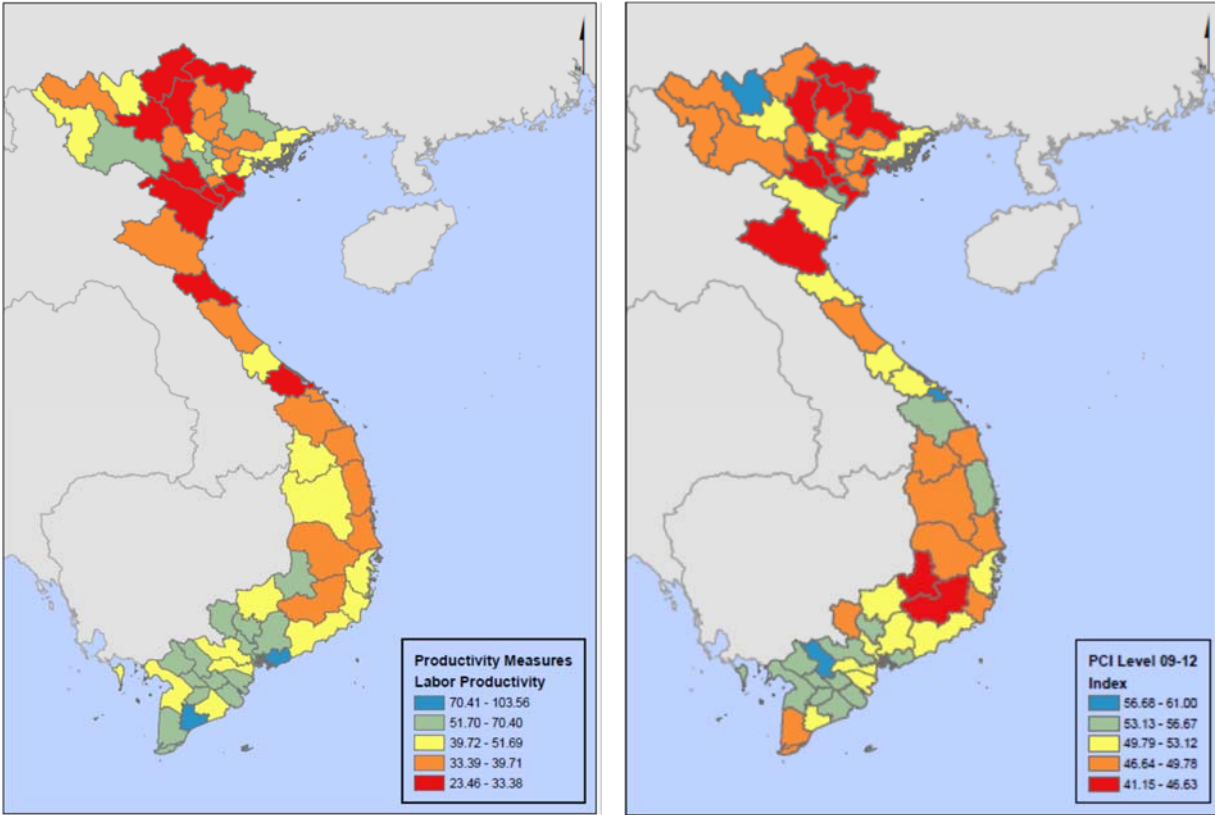 Productivity Measures
Labor Productivity
70.41 - 103.56
51.70 - 70.40
39.72 - 51.69
33.39 - 39.71
23.46 - 33.38
PCI Level 09-12
Index
56.68 - 61.00
53.13 - 56.67
49.79 - 53.12
46.64 - 49.78
41.15 - 46.63